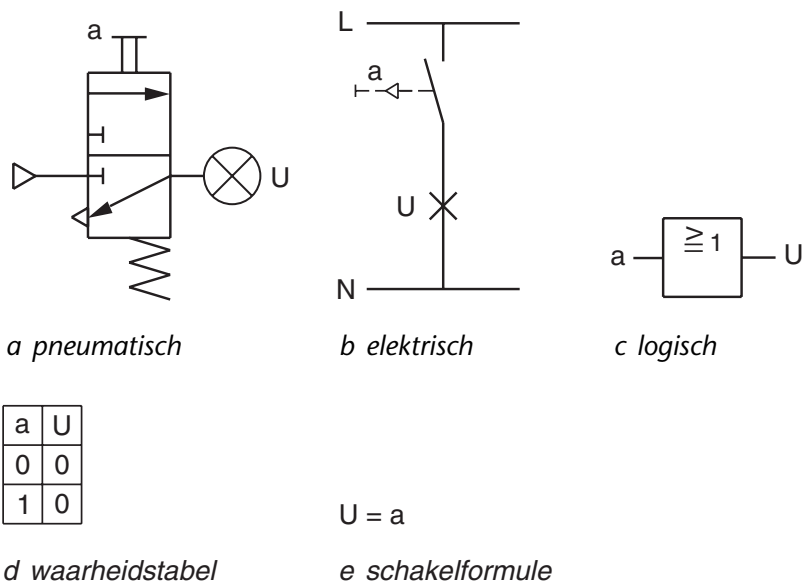 a
U
a pneumatisch
L
a
U
N
b elektrisch
a
≧ 1
U
c logisch
a U
0 0
1 0
d waarheidstabel
U = a
e schakelformule